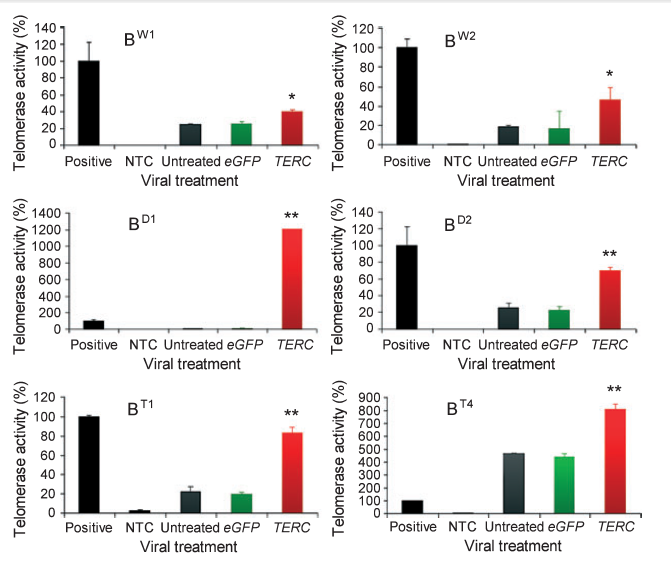 B^W1
Telomerase activity (%)
140
120
100
80
60
40
20
0
*
Positive NTC Untreated eGFP TERC
Viral treatment
B^W2
Telomerase activity (%)
120
100
80
60
40
20
0
*
Positive NTC Untreated eGFP TERC
Viral treatment
B^D1
Telomerase activity (%)
1400
1200
1000
800
600
400
200
0
**
Positive NTC Untreated eGFP TERC
Viral treatment
B^D2
Telomerase activity (%)
140
120
100
80
60
40
20
0
**
Positive NTC Untreated eGFP TERC
Viral treatment
B^T1
Telomerase activity (%)
120
100
80
60
40
20
0
**
Positive NTC Untreated eGFP TERC
Viral treatment
B^T4
Telomerase activity (%)
900
800
700
600
500
400
300
200
100
0
**
Positive NTC Untreated eGFP TERC
Viral treatment